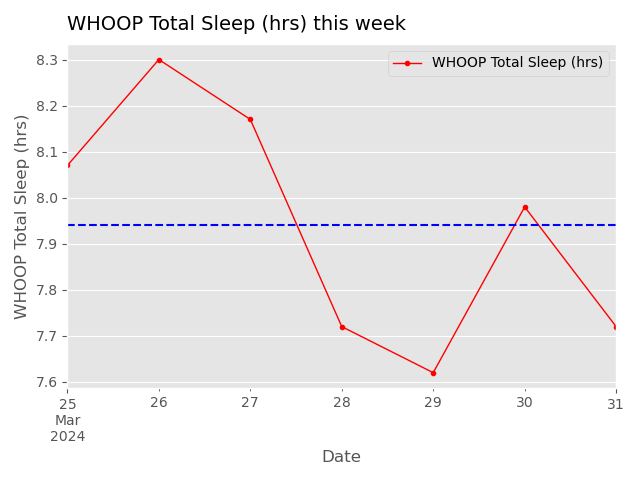 WHOOP Total Sleep (hrs) this week
WHOOP Total Sleep (hrs)
WHOOP Total Sleep (hrs)
8.3
8.2
8.1
8.0
7.9
7.8
7.7
7.6
25 26 27 28 29 30 31
Mar
2024
Date